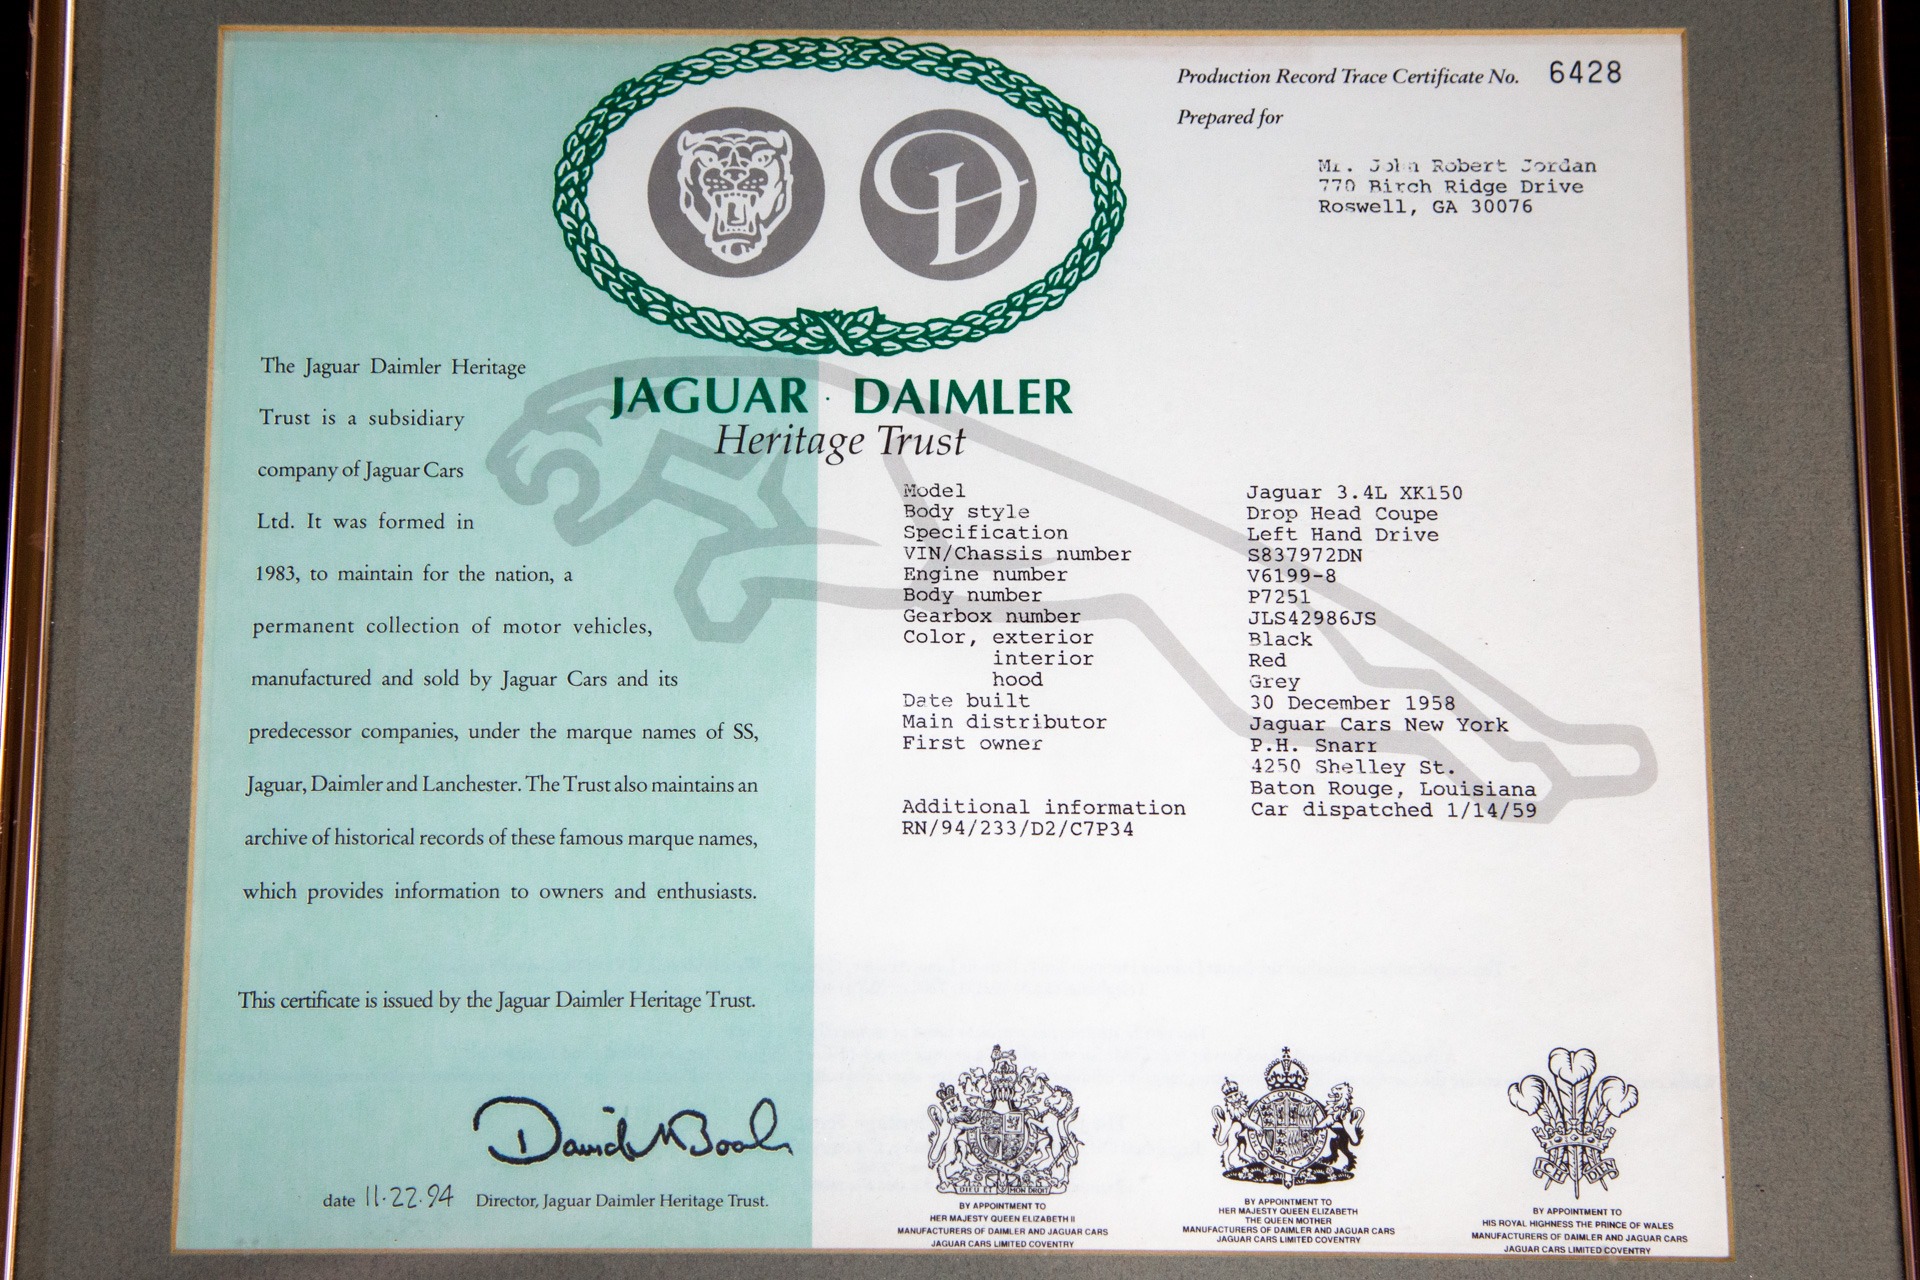 Production Record Trace Certificate No. 6428
Prepared for
Mr. John Robert Jordan
770 Birch Ridge Drive
Roswell, GA 30076
JAGUAR · DAIMLER
Heritage Trust
The Jaguar Daimler Heritage
Trust is a subsidiary
company of Jaguar Cars
Ltd. It was formed in
1983, to maintain for the nation, a
permanent collection of motor vehicles,
manufactured and sold by Jaguar Cars and its
predecessor companies, under the marque names of SS,
Jaguar, Daimler and Lanchester. The Trust also maintains an
archive of historical records of these famous marque names,
which provides information to owners and enthusiasts.
This certificate is issued by the Jaguar Daimler Heritage Trust.
date 11·22·94 Director, Jaguar Daimler Heritage Trust.
Model Jaguar 3.4L XK150
Body style Drop Head Coupe
Specification Left Hand Drive
VIN/Chassis number S837972DN
Engine number V6199-8
Body number P7251
Gearbox number JLS42986JS
Color, exterior Black
interior Red
hood Grey
Date built 30 December 1958
Main distributor Jaguar Cars New York
First owner P.H. Snarr
4250 Shelley St.
Baton Rouge, Louisiana
Additional information Car dispatched 1/14/59
RN/94/233/D2/C7P34
DIEU ET MON DROIT
BY APPOINTMENT TO
HER MAJESTY QUEEN ELIZABETH II
MANUFACTURERS OF DAIMLER AND JAGUAR CARS
JAGUAR CARS LIMITED COVENTRY
BY APPOINTMENT TO
HER MAJESTY QUEEN ELIZABETH
THE QUEEN MOTHER
MANUFACTURERS OF DAIMLER AND JAGUAR CARS
JAGUAR CARS LIMITED COVENTRY
ICH DIEN
BY APPOINTMENT TO
HIS ROYAL HIGHNESS THE PRINCE OF WALES
MANUFACTURERS OF DAIMLER AND JAGUAR CARS
JAGUAR CARS LIMITED COVENTRY